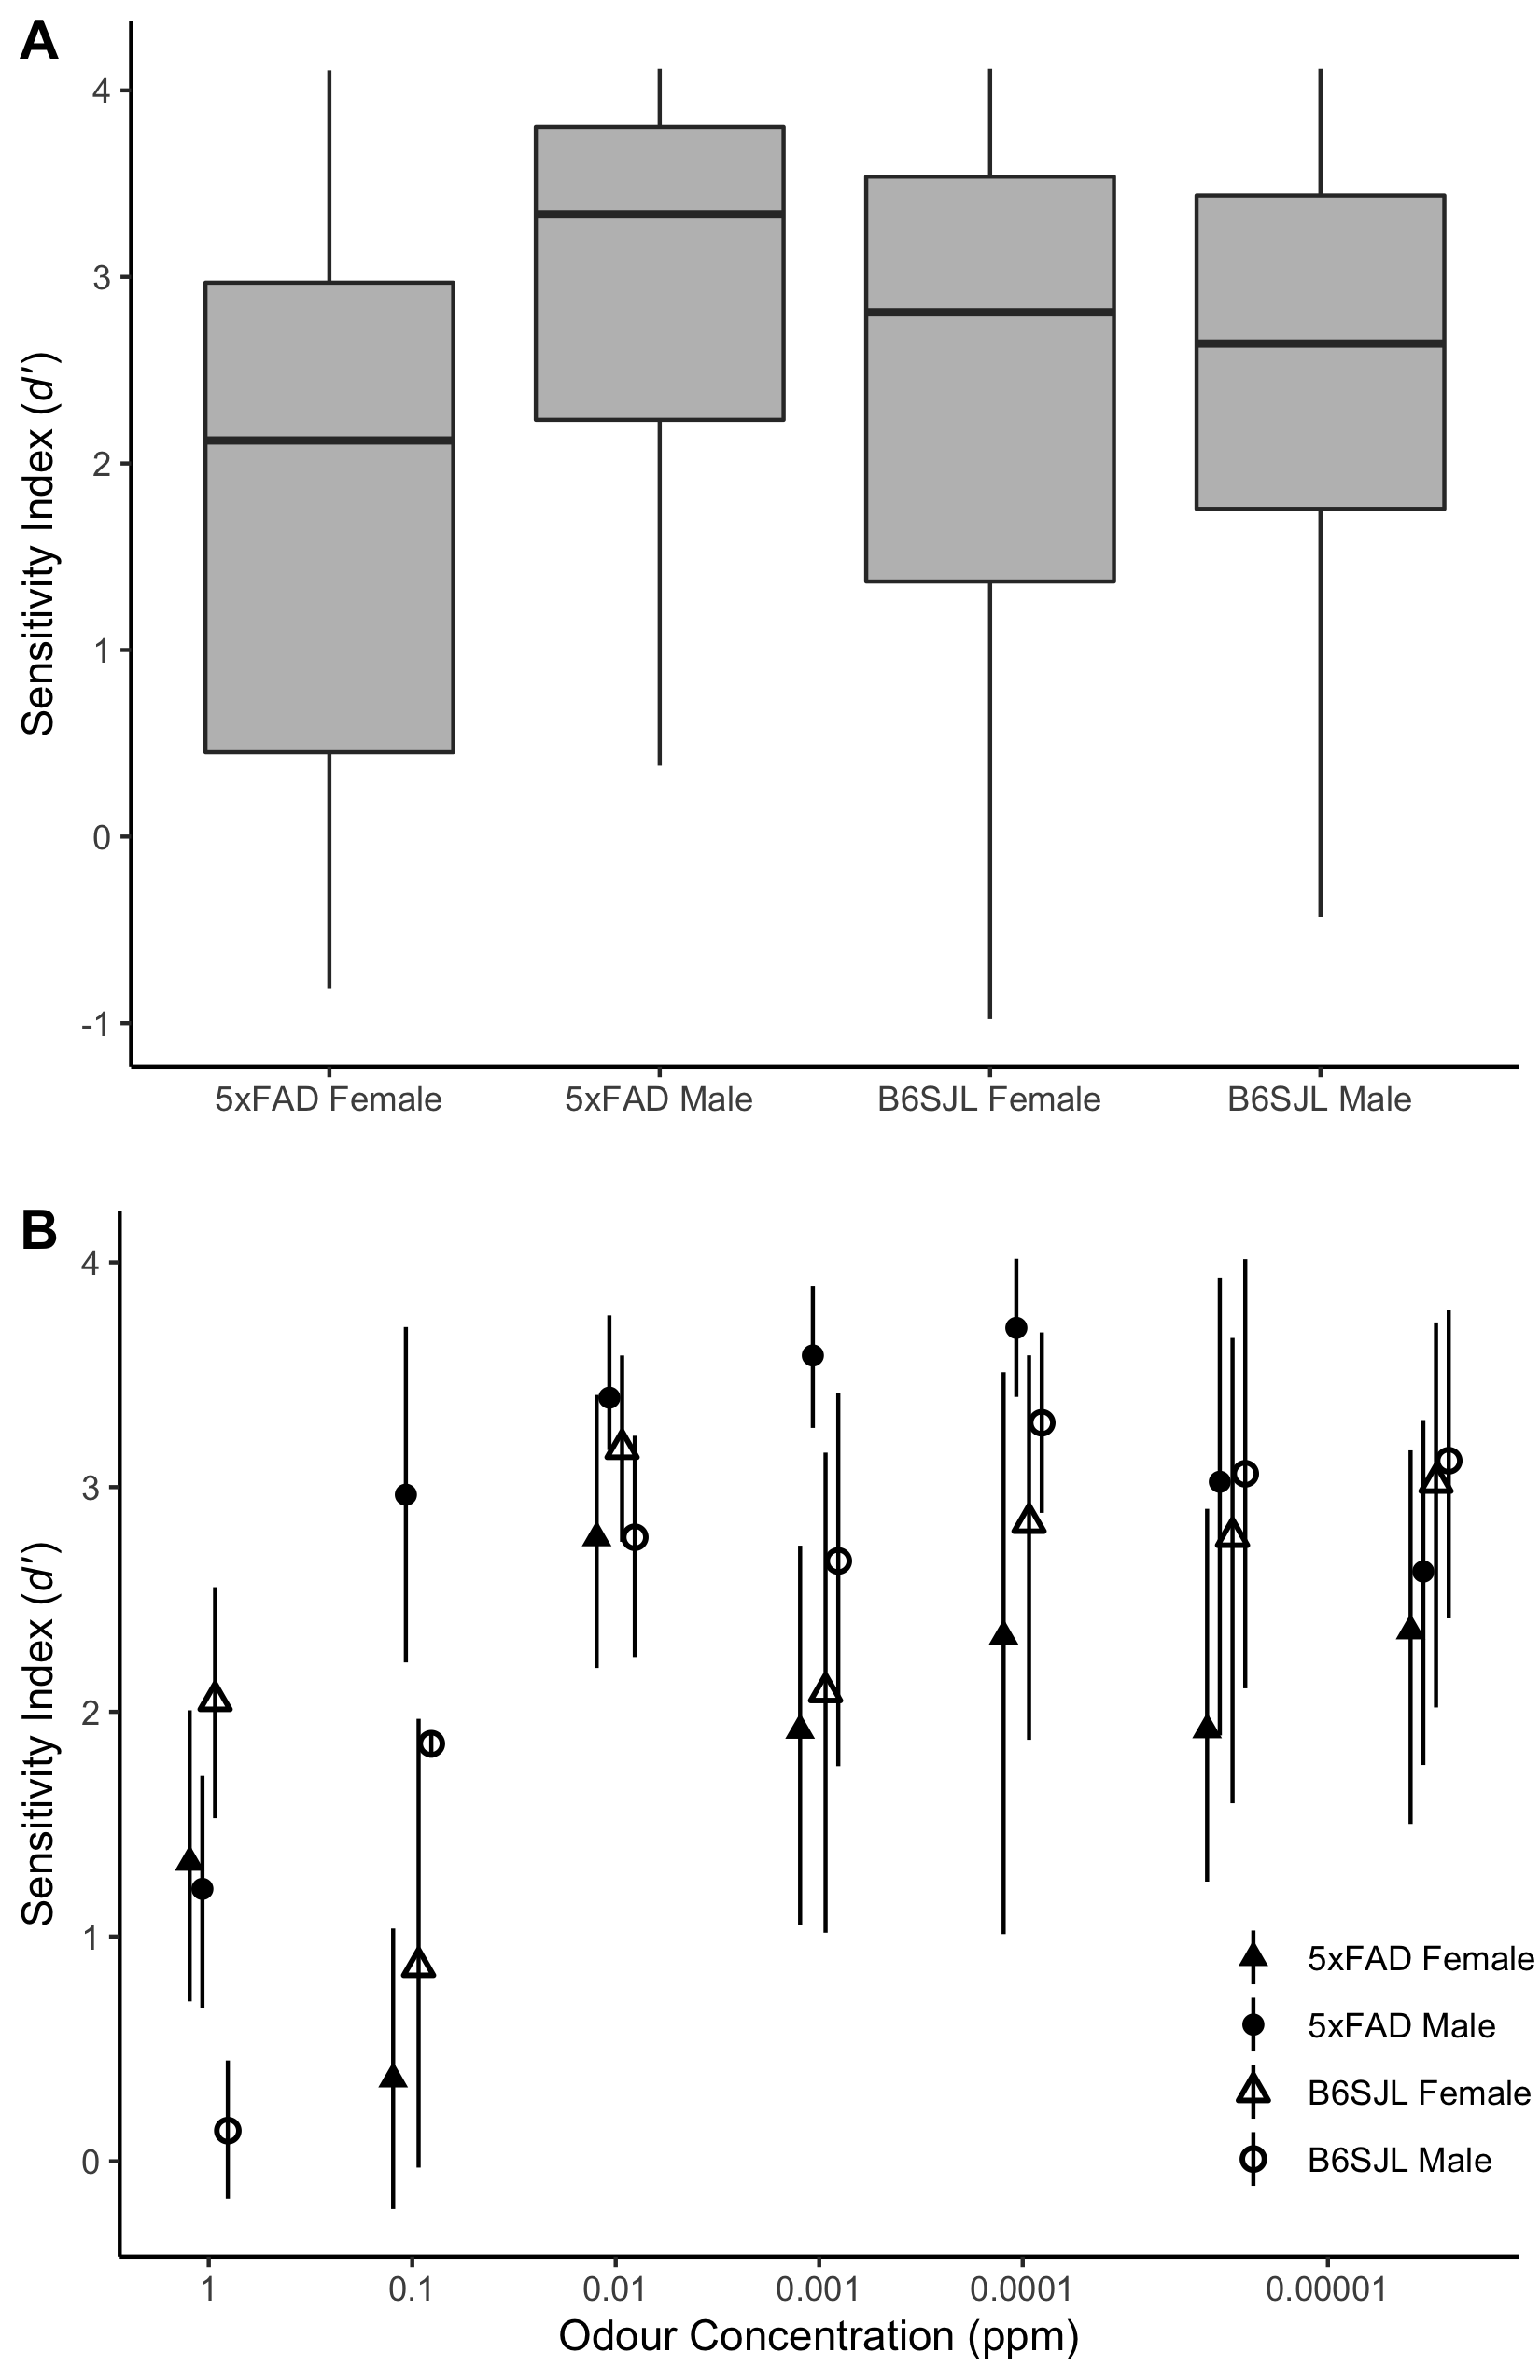 A
Sensitivity Index (d')
4
3
2
1
0
-1
5xFAD Female 5xFAD Male B6SJL Female B6SJL Male
B
Sensitivity Index (d')
4
3
2
1
0
5xFAD Female
5xFAD Male
B6SJL Female
B6SJL Male
1 0.1 0.01 0.001 0.0001 0.00001
Odour Concentration (ppm)